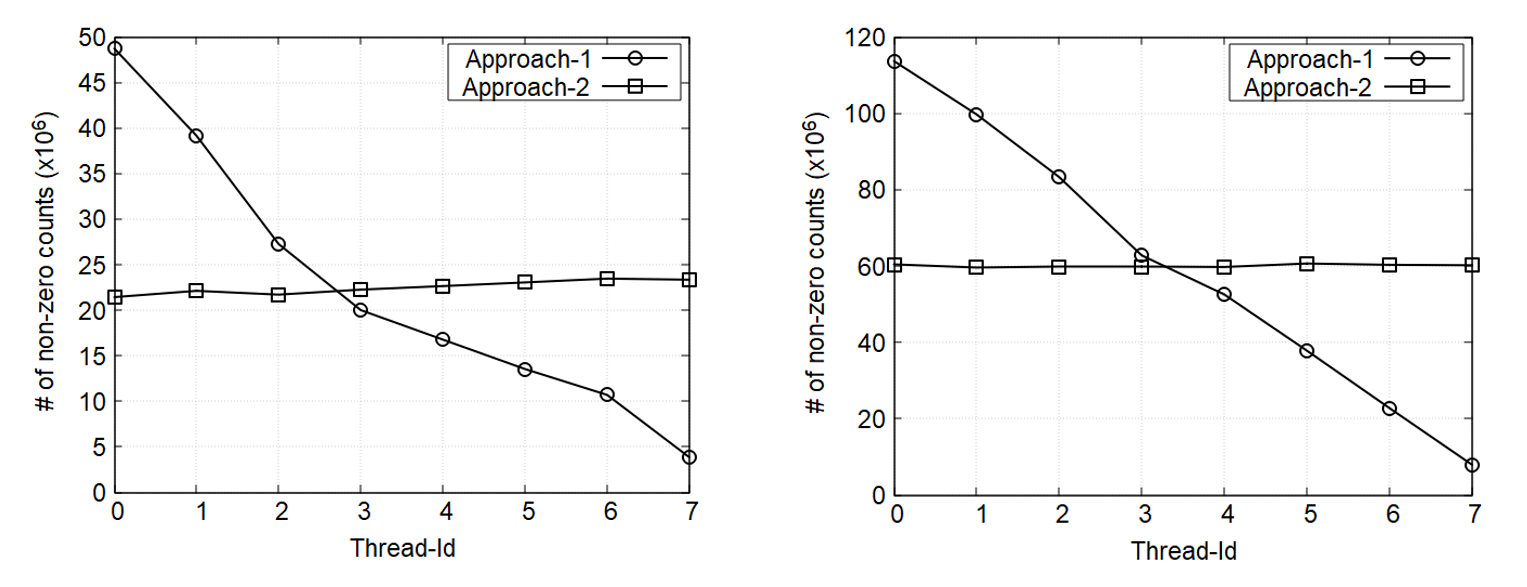 # of non-zero counts (x10⁶)
50
45
40
35
30
25
20
15
10
5
0
Approach-1
Approach-2
0 1 2 3 4 5 6 7
Thread-Id
# of non-zero counts (x10⁶)
120
100
80
60
40
20
0
Approach-1
Approach-2
0 1 2 3 4 5 6 7
Thread-Id